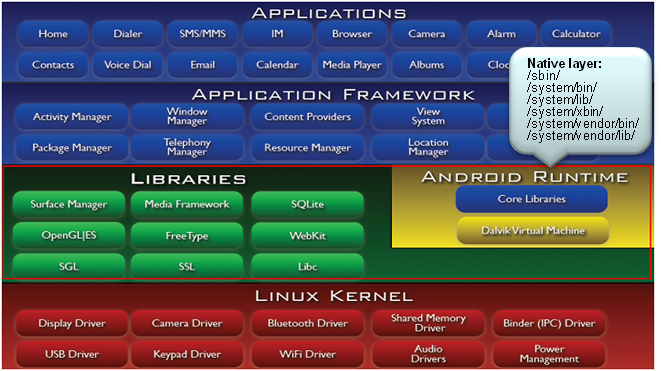 APPLICATIONS
Home Dialer SMS/MMS IM Browser Camera Alarm Calculator
Contacts Voice Dial Email Calendar Media Player Albums Cloc
Native layer:
/sbin/
/system/bin/
/system/lib/
/system/xbin/
/system/vendor/bin/
/system/vendor/lib/
APPLICATION FRAMEWORK
Activity Manager Window Manager Content Providers View System
Package Manager Telephony Manager Resource Manager Location Manager
LIBRARIES
Surface Manager Media Framework SQLite
OpenGL|ES FreeType WebKit
SGL SSL Libc
ANDROID RUNTIME
Core Libraries
Dalvik Virtual Machine
LINUX KERNEL
Display Driver Camera Driver Bluetooth Driver Shared Memory Driver Binder (IPC) Driver
USB Driver Keypad Driver WiFi Driver Audio Drivers Power Management